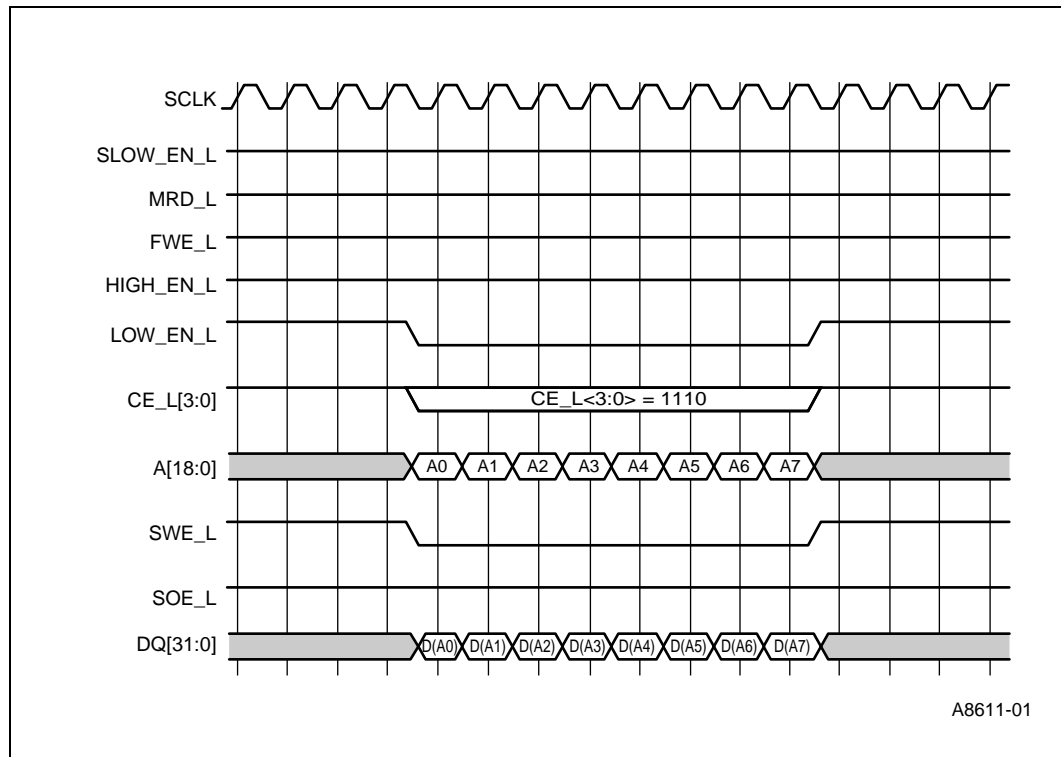 SCLK
SLOW_EN_L
MRD_L
FWE_L
HIGH_EN_L
LOW_EN_L
CE_L[3:0] CE_L<3:0> = 1110
A[18:0] A0 A1 A2 A3 A4 A5 A6 A7
SWE_L
SOE_L
DQ[31:0] D(A0) D(A1) D(A2) D(A3) D(A4) D(A5) D(A6) D(A7)
A8611-01